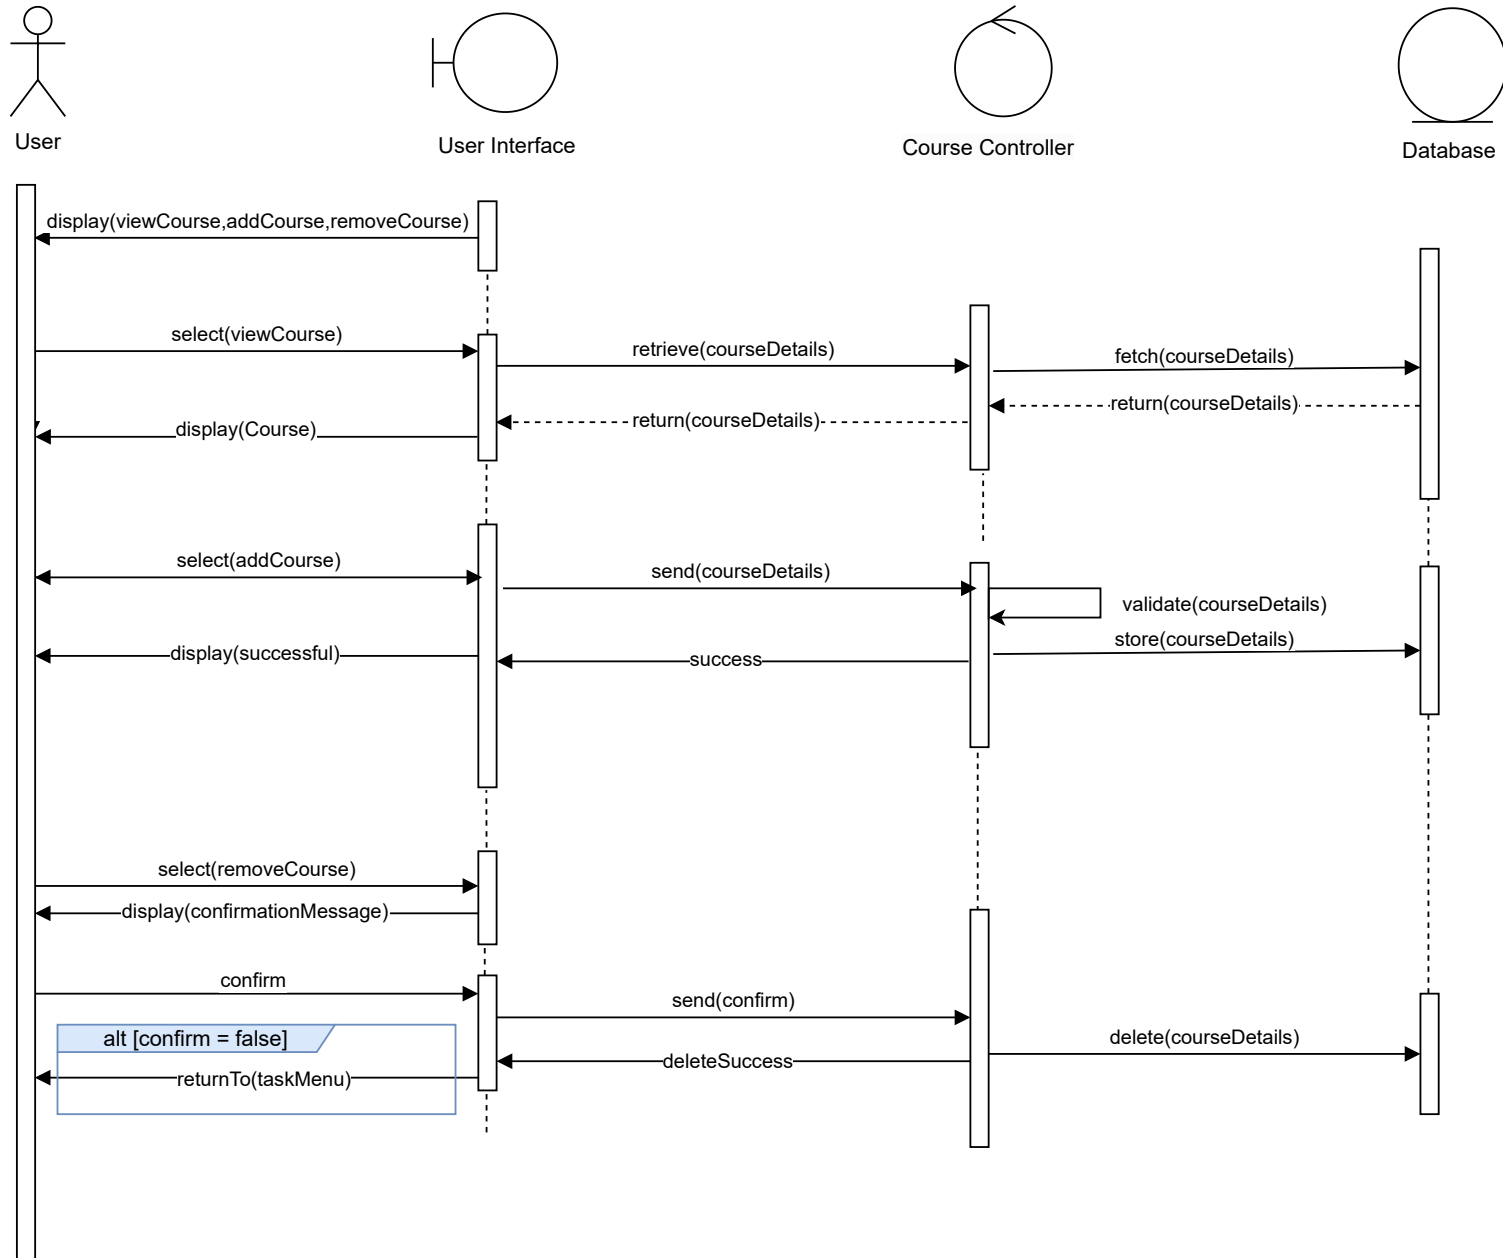 User
User Interface
Course Controller
Database
display(viewCourse,addCourse,removeCourse)
select(viewCourse)
retrieve(courseDetails)
fetch(courseDetails)
return(courseDetails)
return(courseDetails)
display(Course)
select(addCourse)
send(courseDetails)
validate(courseDetails)
store(courseDetails)
display(successful)
success
select(removeCourse)
display(confirmationMessage)
confirm
send(confirm)
alt [confirm = false]
delete(courseDetails)
deleteSuccess
returnTo(taskMenu)